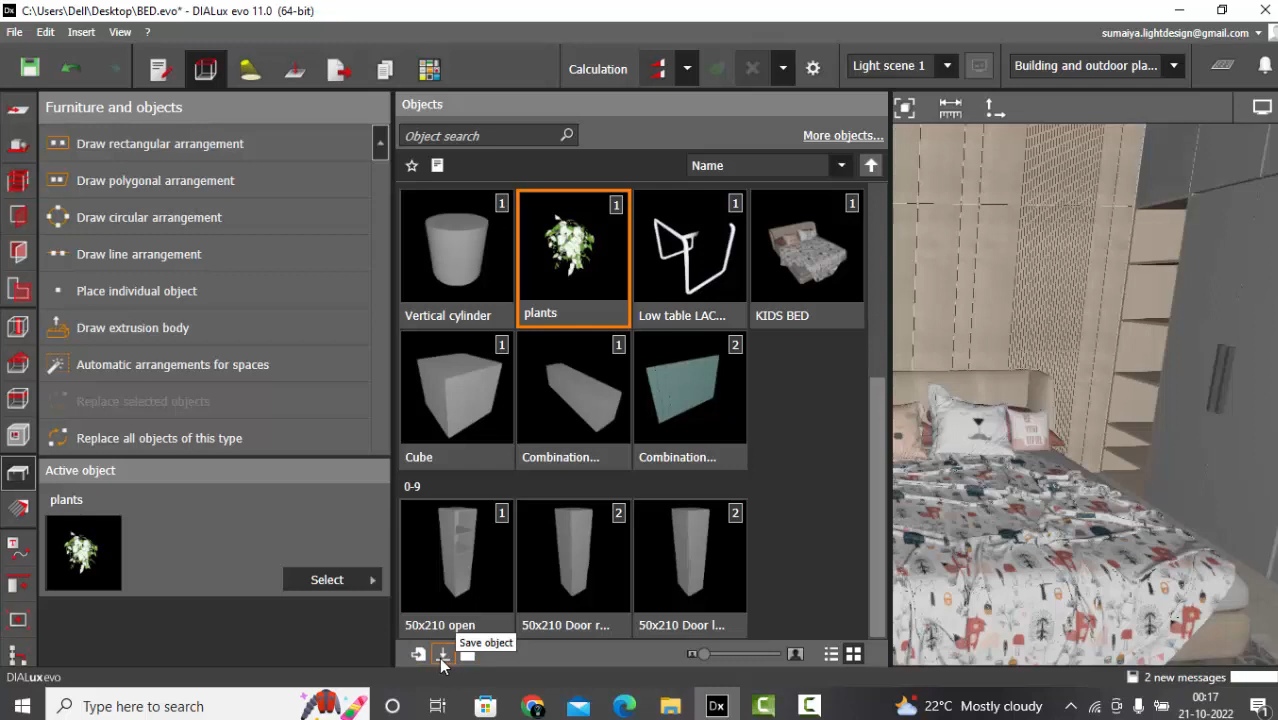 Dx C:\Users\Dell\Desktop\BED.evo* - DIALux evo 11.0 (64-bit)
File Edit Insert View ?
sumaiya.lightdesign@gmail.com
Calculation
Light scene 1
Building and outdoor pla...
Furniture and objects
Draw rectangular arrangement
Draw polygonal arrangement
Draw circular arrangement
Draw line arrangement
Place individual object
Draw extrusion body
Automatic arrangements for spaces
Replace selected objects
Replace all objects of this type
Active object
plants
Select
Objects
Object search
More objects...
Name
1
1
1
1
Vertical cylinder
plants
Low table LAC...
KIDS BED
1
1
2
Cube
Combination...
Combination...
0-9
1
2
2
50x210 open
50x210 Door r...
50x210 Door l...
Save object
DIALux evo
2 new messages
Type here to search
Dx
22°C Mostly cloudy
00:17
21-10-2022
1